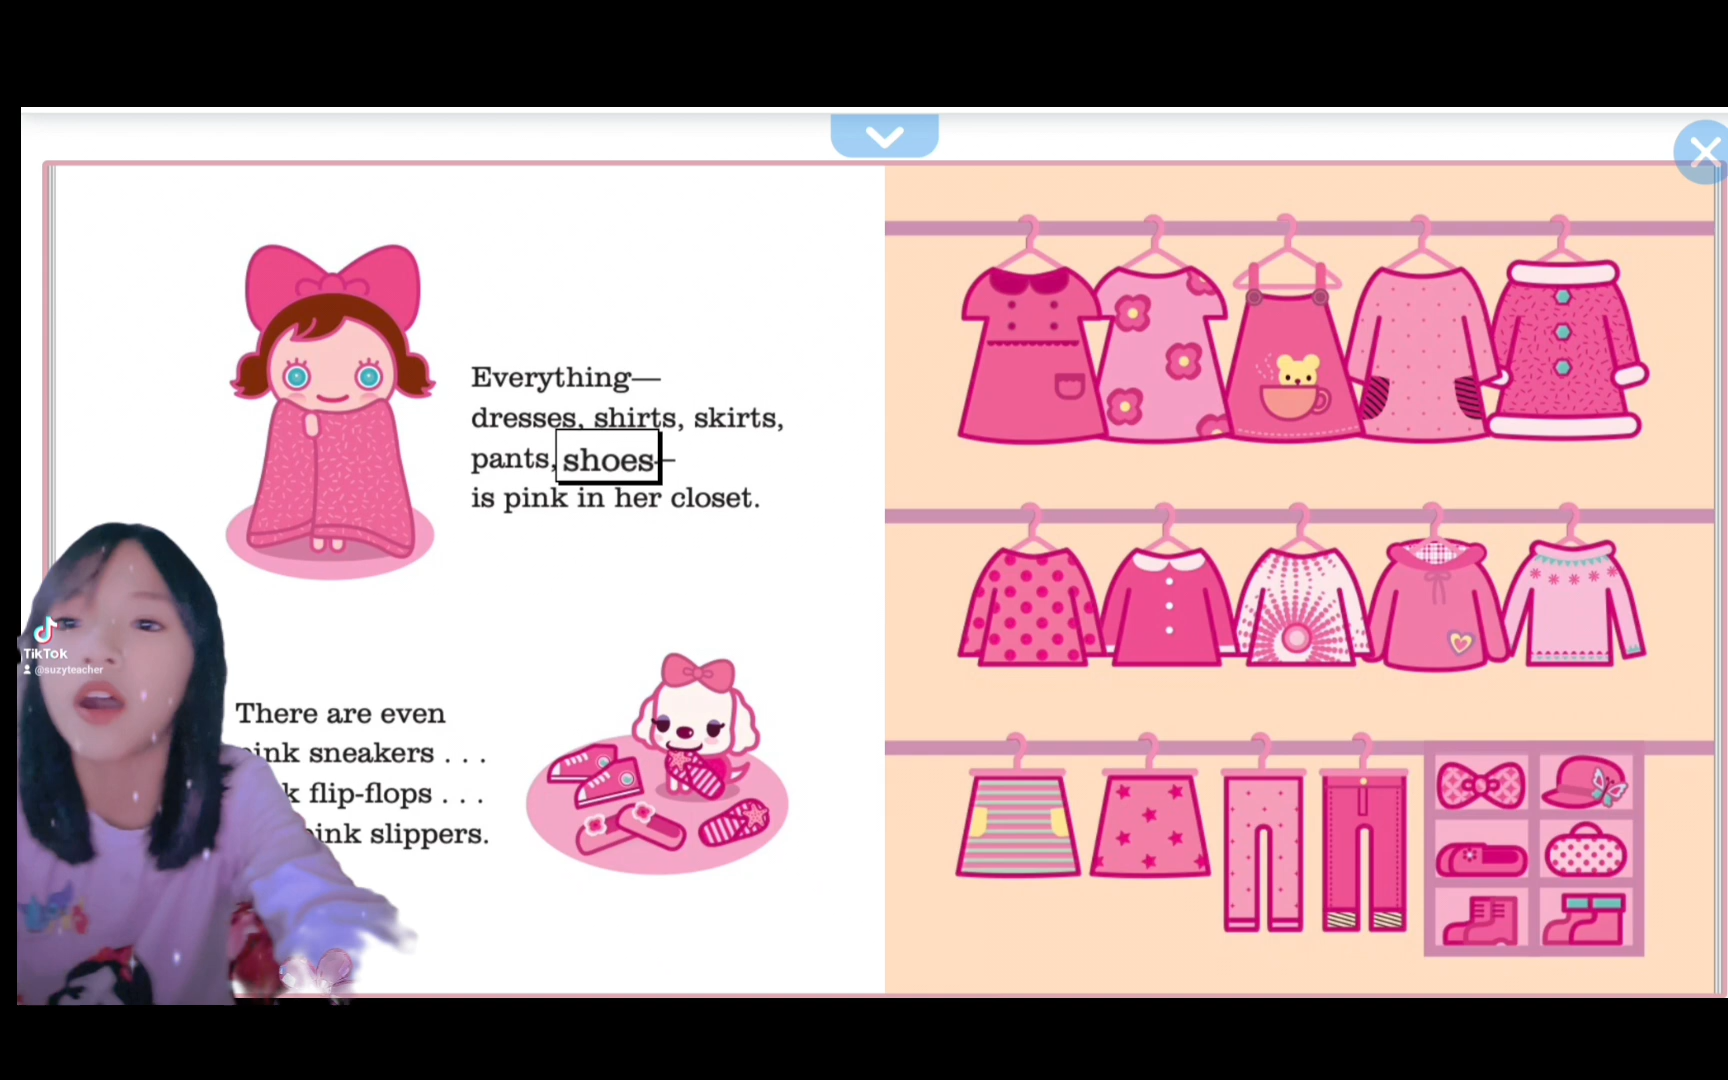 Everything—
dresses, shirts, skirts,
pants, shoes—
is pink in her closet.
TikTok
@suzyteacher
There are even
sneakers . . .
flip-flops . . .
slippers.